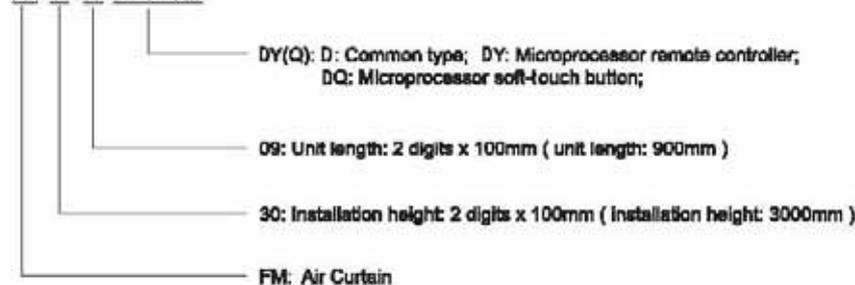 DY(Q): D: Common type; DY: Microprocessor remote controller;
DQ: Microprocessor soft-touch button;
09: Unit length: 2 digits x 100mm ( unit length: 900mm )
30: Installation height: 2 digits x 100mm ( installation height: 3000mm )
FM: Air Curtain